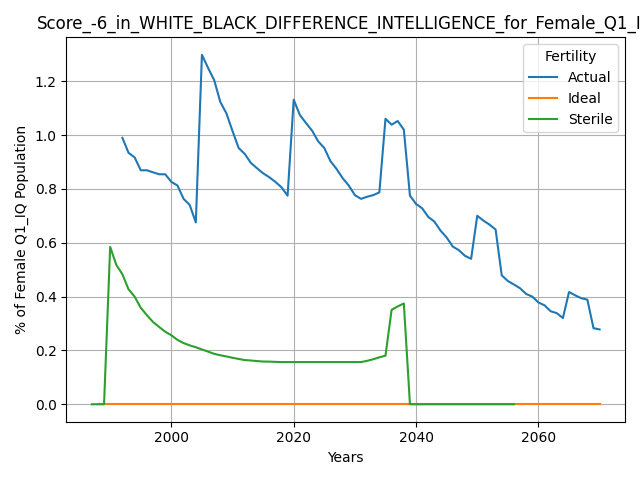 Score_-6_in_WHITE_BLACK_DIFFERENCE_INTELLIGENCE_for_Female_Q1_I
Fertility
Actual
Ideal
Sterile
1.2
1.0
0.8
0.6
0.4
0.2
0.0
% of Female Q1_IQ Population
2000 2020 2040 2060
Years